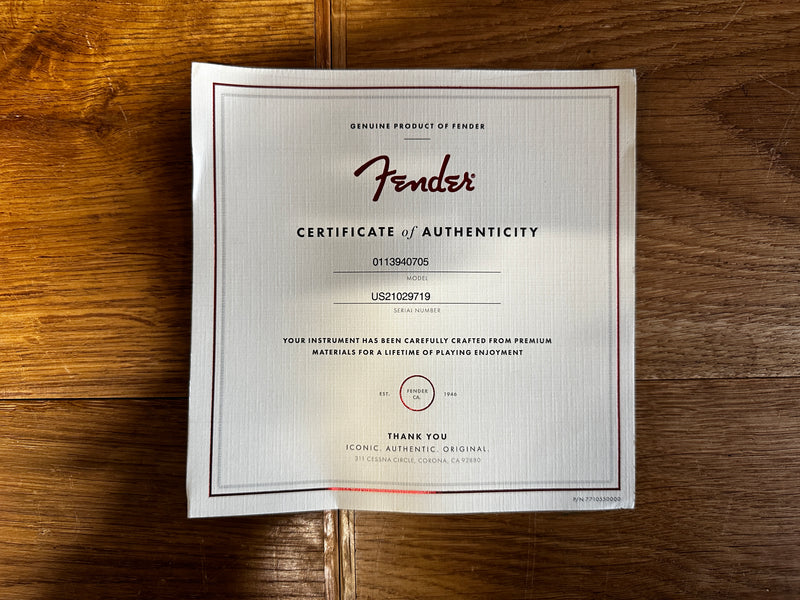 GENUINE PRODUCT OF FENDER
Fender
CERTIFICATE of AUTHENTICITY
0113940705
MODEL
US21029719
SERIAL NUMBER
YOUR INSTRUMENT HAS BEEN CAREFULLY CRAFTED FROM PREMIUM
MATERIALS FOR A LIFETIME OF PLAYING ENJOYMENT
EST. FENDER CA. 1946
THANK YOU
ICONIC. AUTHENTIC. ORIGINAL.
311 CESSNA CIRCLE, CORONA, CA 92880
P/N 7710550000